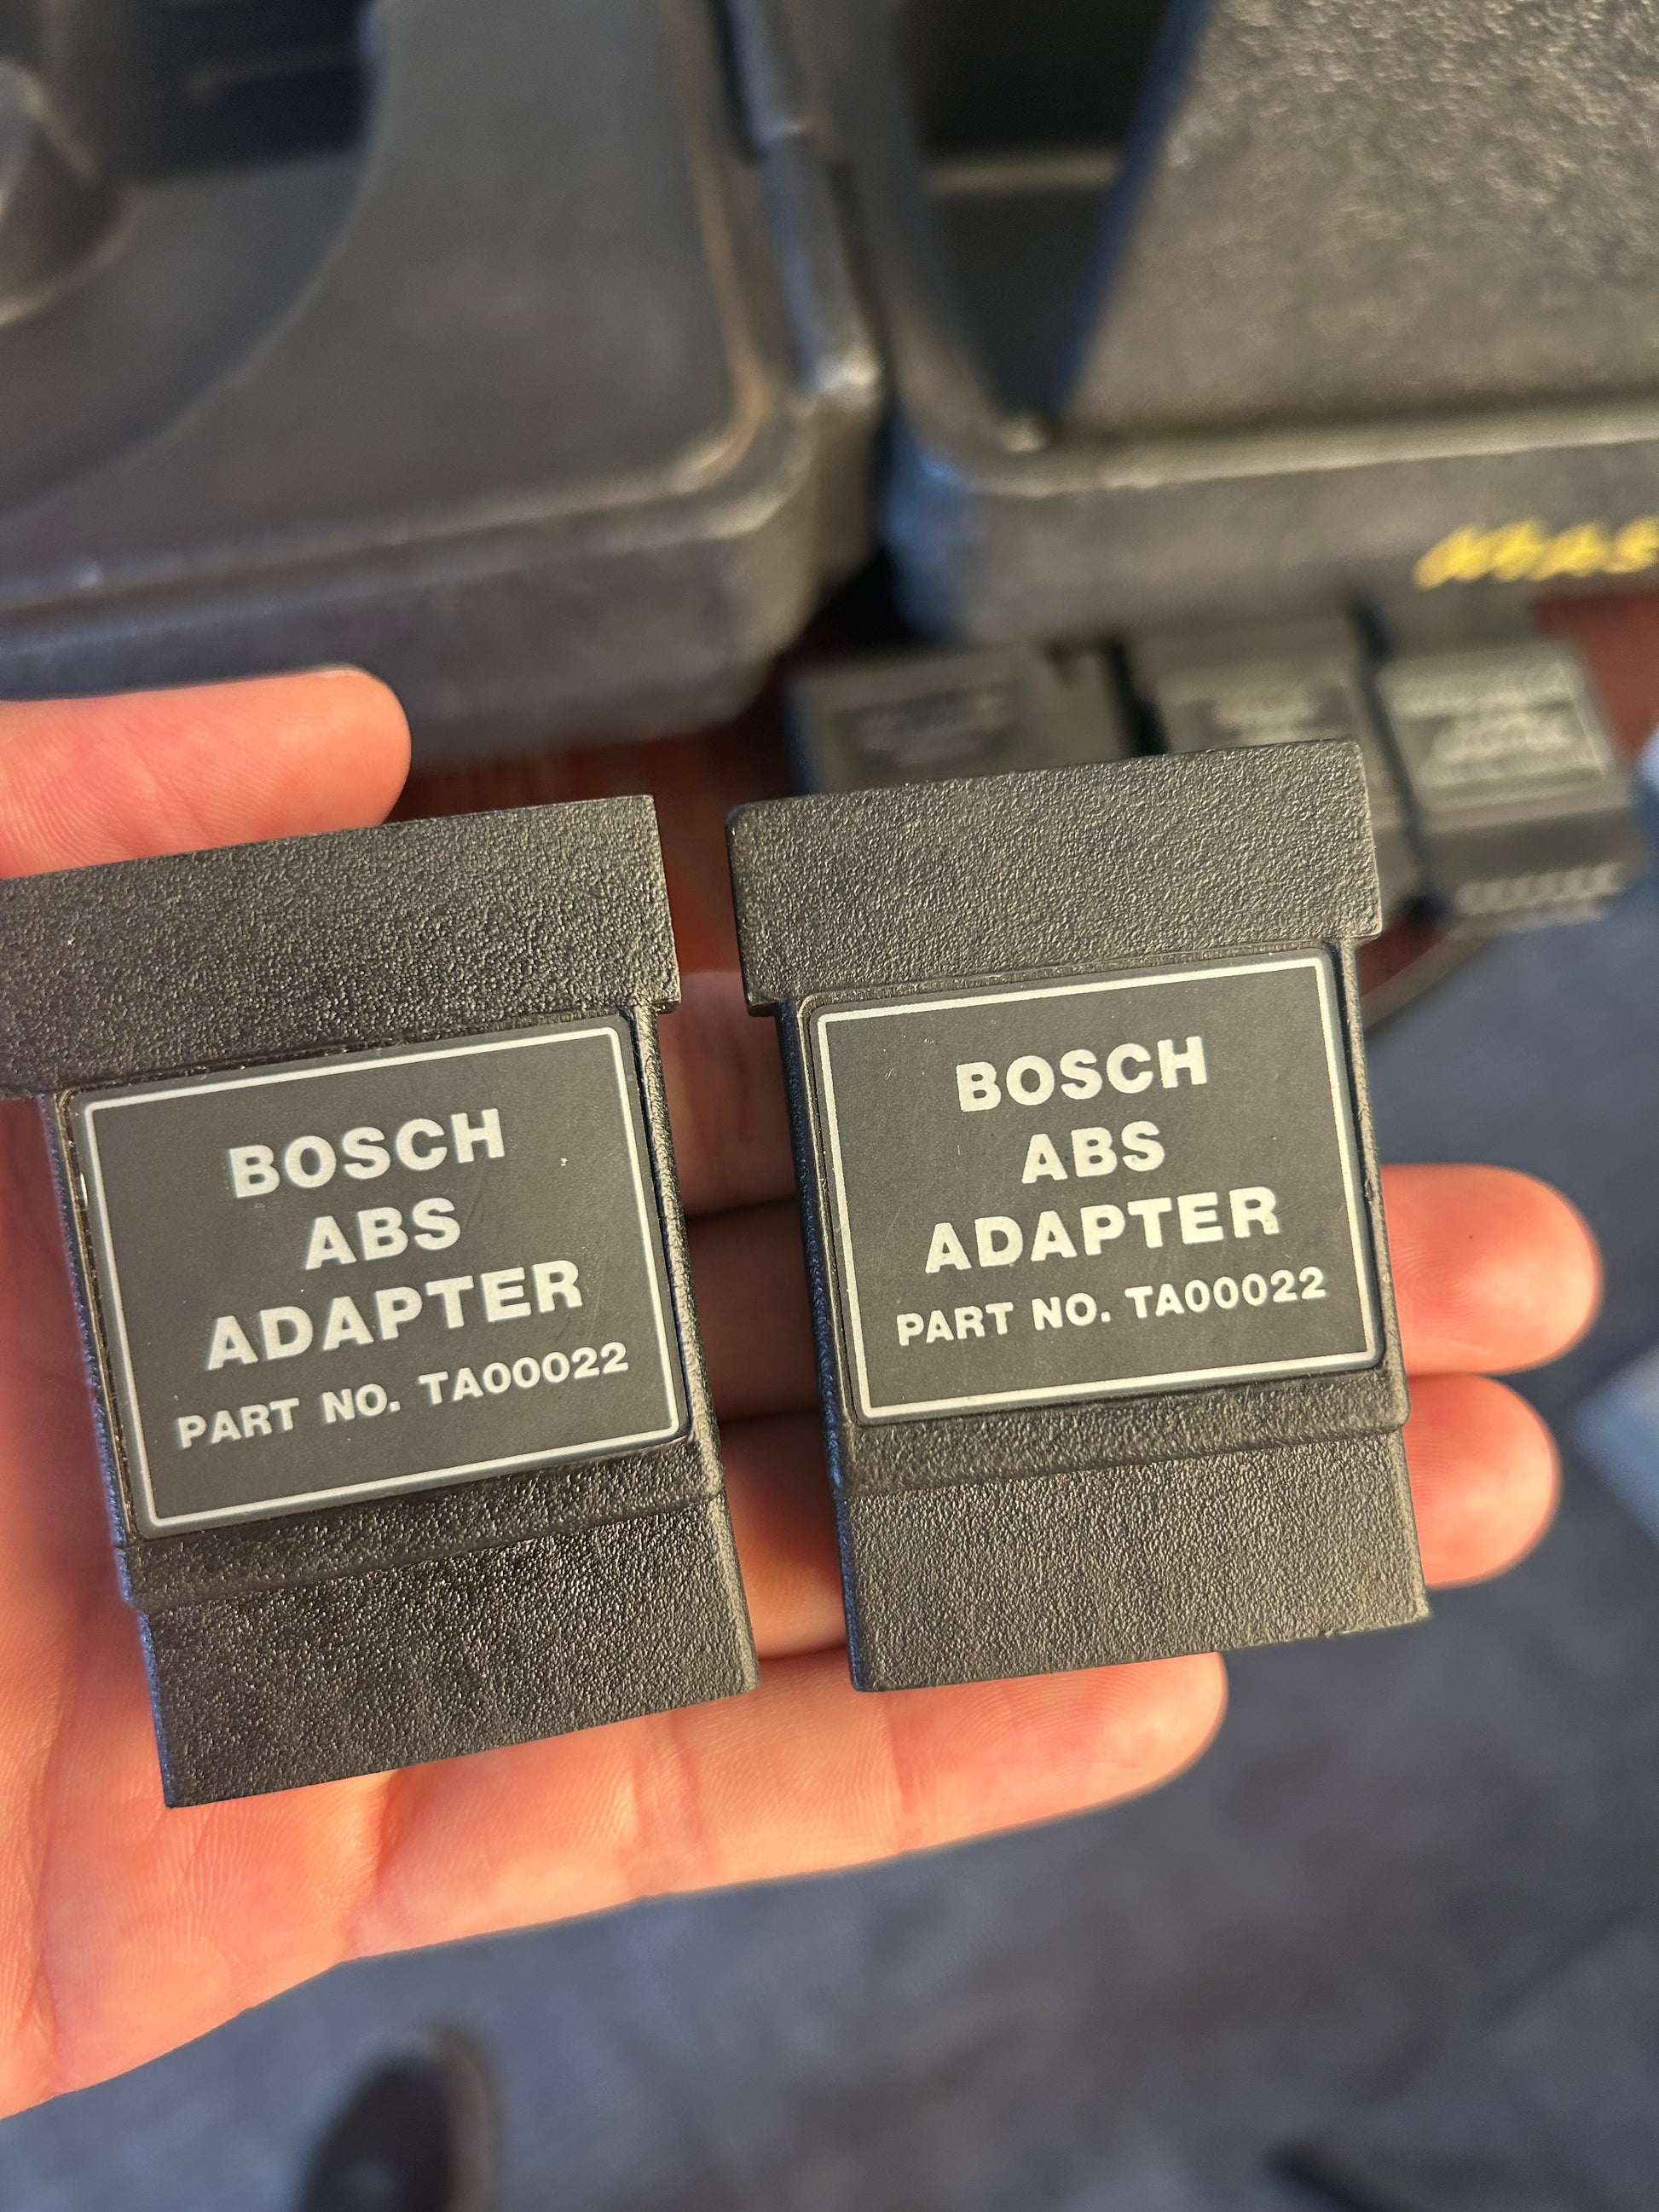 BOSCH
ABS
ADAPTER
PART NO. TA00022
BOSCH
ABS
ADAPTER
PART NO. TA00022